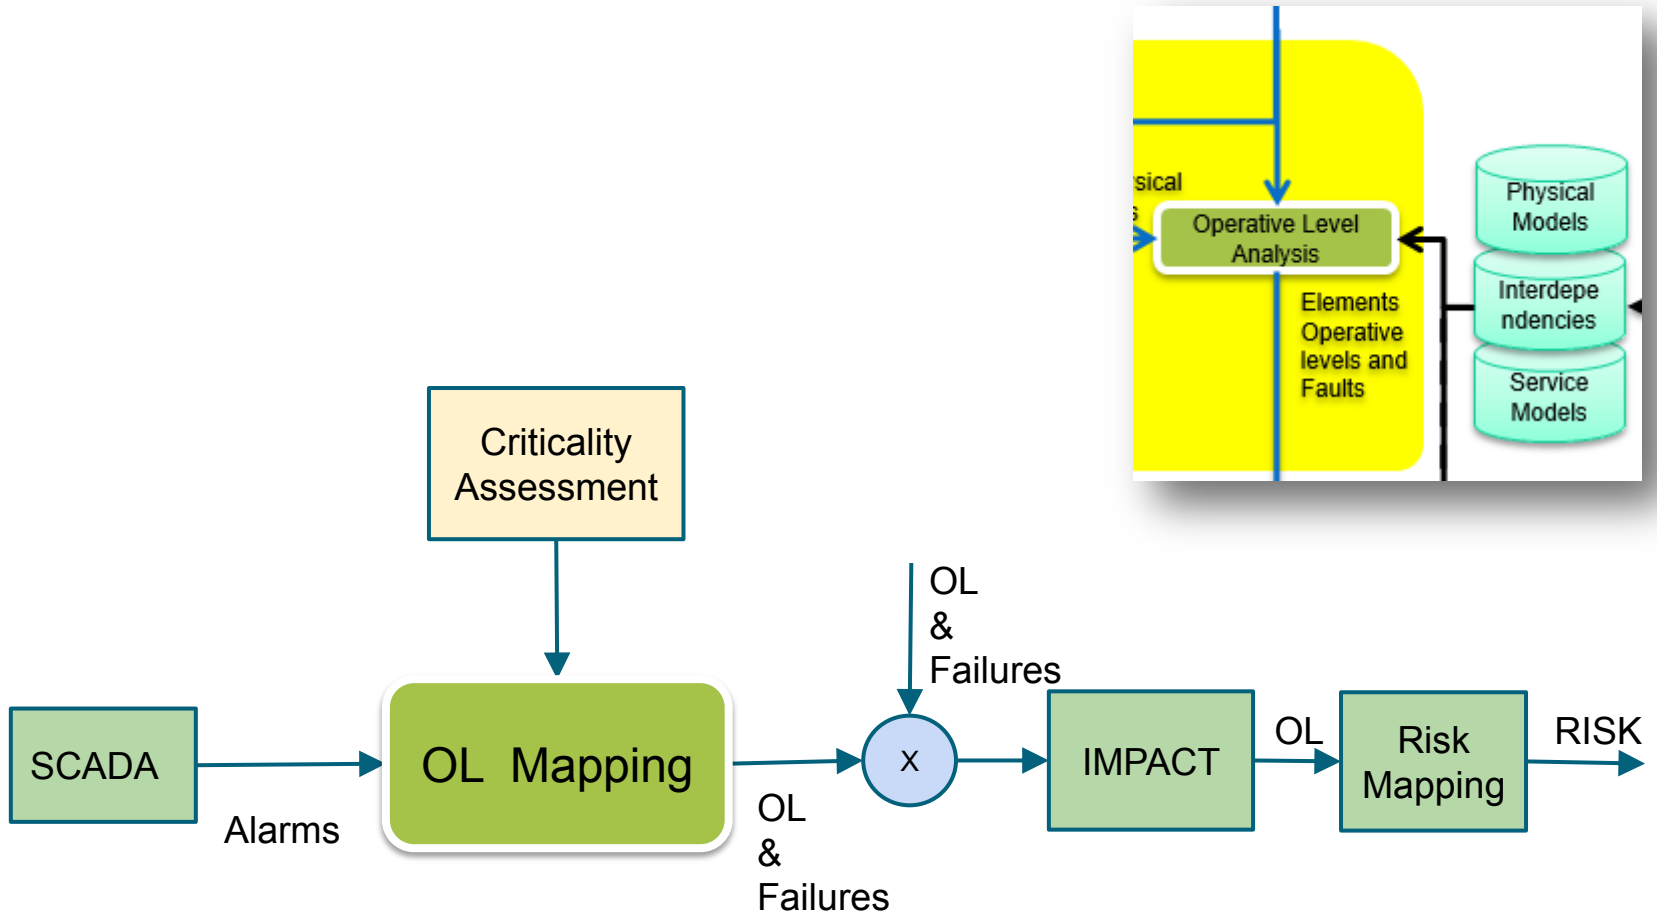 sical
s
Operative Level
Analysis
Physical
Models
Interdepe
ndencies
Service
Models
Elements
Operative
levels and
Faults
Criticality
Assessment
OL
&
Failures
SCADA
Alarms
OL  Mapping
OL
&
Failures
X
IMPACT
OL
Risk
Mapping
RISK